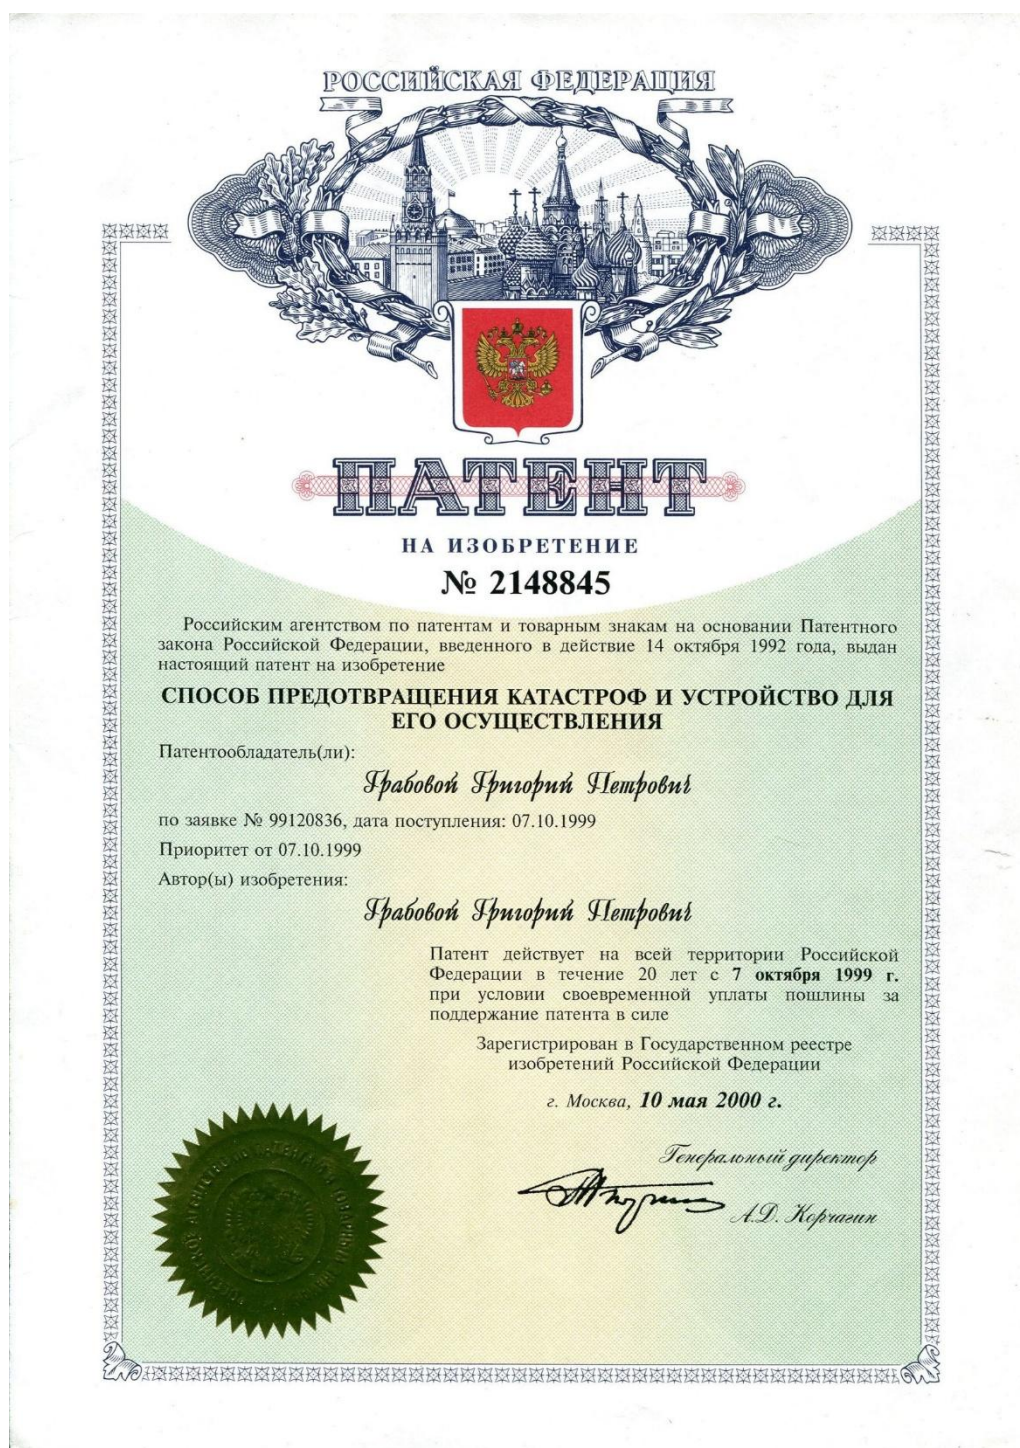 РОССИЙСКАЯ ФЕДЕРАЦИЯ
ПАТЕНТ
НА ИЗОБРЕТЕНИЕ
№ 2148845
Российским агентством по патентам и товарным знакам на основании Патентного
закона Российской Федерации, введенного в действие 14 октября 1992 года, выдан
настоящий патент на изобретение
СПОСОБ ПРЕДОТВРАЩЕНИЯ КАТАСТРОФ И УСТРОЙСТВО ДЛЯ
ЕГО ОСУЩЕСТВЛЕНИЯ
Патентообладатель(ли):
Грабовой Григорий Петрович
по заявке № 99120836, дата поступления: 07.10.1999
Приоритет от 07.10.1999
Автор(ы) изобретения:
Грабовой Григорий Петрович
Патент действует на всей территории Российской
Федерации в течение 20 лет с 7 октября 1999 г.
при условии своевременной уплаты пошлины за
поддержание патента в силе
Зарегистрирован в Государственном реестре
изобретений Российской Федерации
г. Москва, 10 мая 2000 г.
Генеральный директор
А.Д. Корчагин